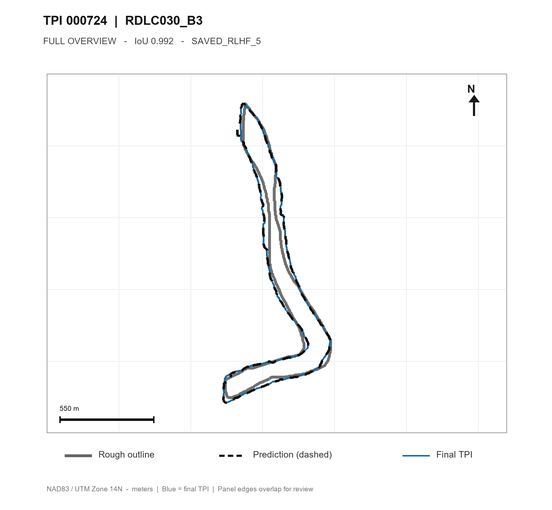 TPI 000724 | RDLC030_B3
FULL OVERVIEW - IoU 0.992 - SAVED_RLHF_5
N
550 m
Rough outline
Prediction (dashed)
Final TPI
NAD83 / UTM Zone 14N - meters | Blue = final TPI | Panel edges overlap for review